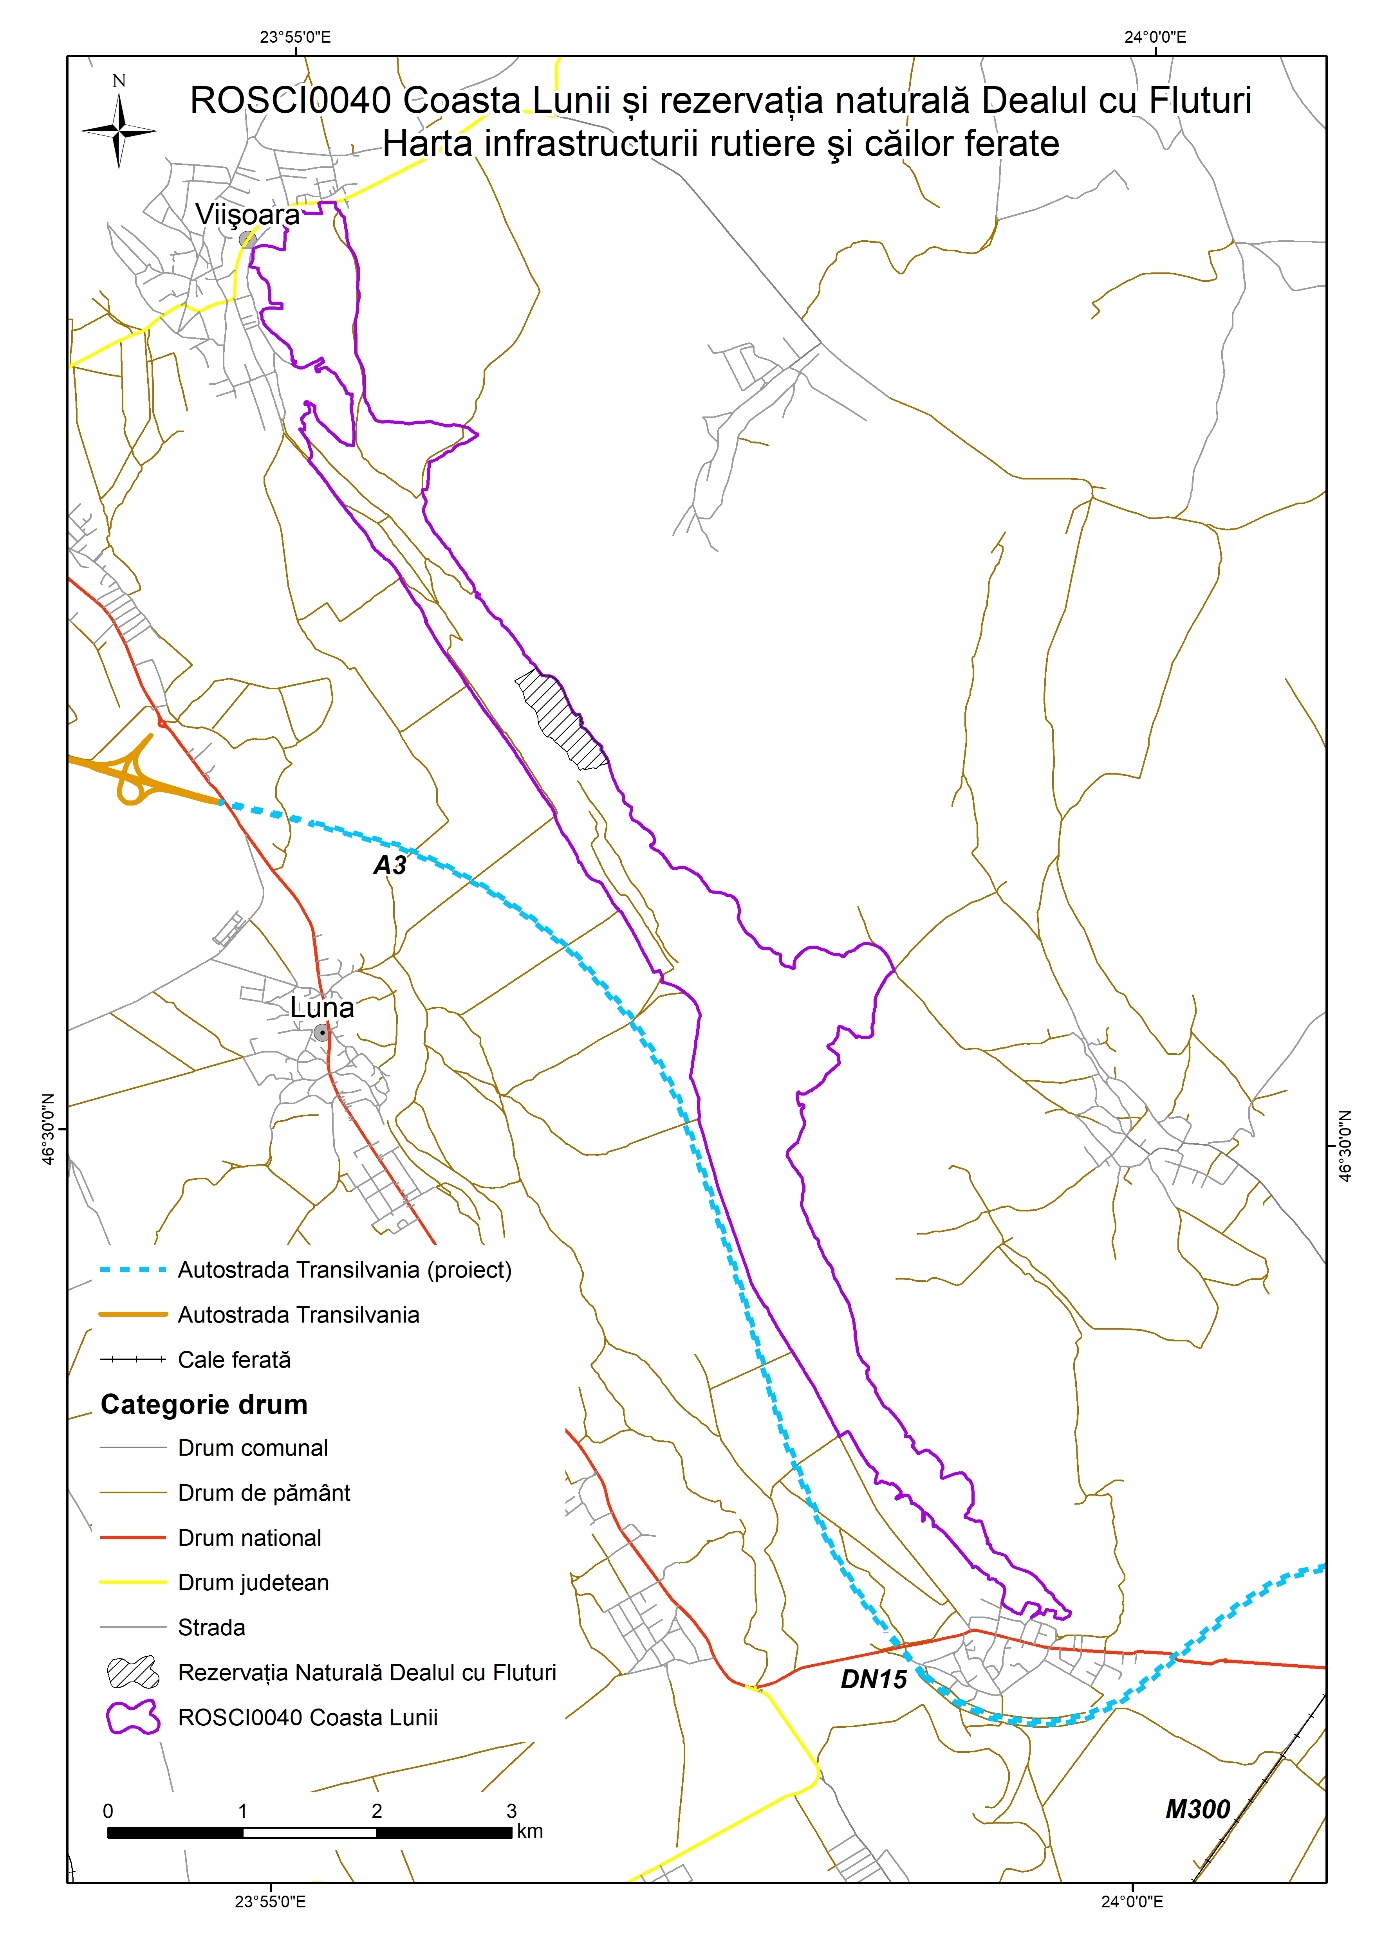 23°55'0"E
24°0'0"E
N
ROSCI0040 Coasta Lunii și rezervația naturală Dealul cu Fluturi
Harta infrastructurii rutiere şi căilor ferate
Viişoara
A3
Luna
46°30'0"N
46°30'0"N
Autostrada Transilvania (proiect)
Autostrada Transilvania
Cale ferată
Categorie drum
Drum comunal
Drum de pământ
Drum national
Drum judetean
Strada
Rezervația Naturală Dealul cu Fluturi
ROSCI0040 Coasta Lunii
DN15
M300
0 1 2 3
km
23°55'0"E
24°0'0"E